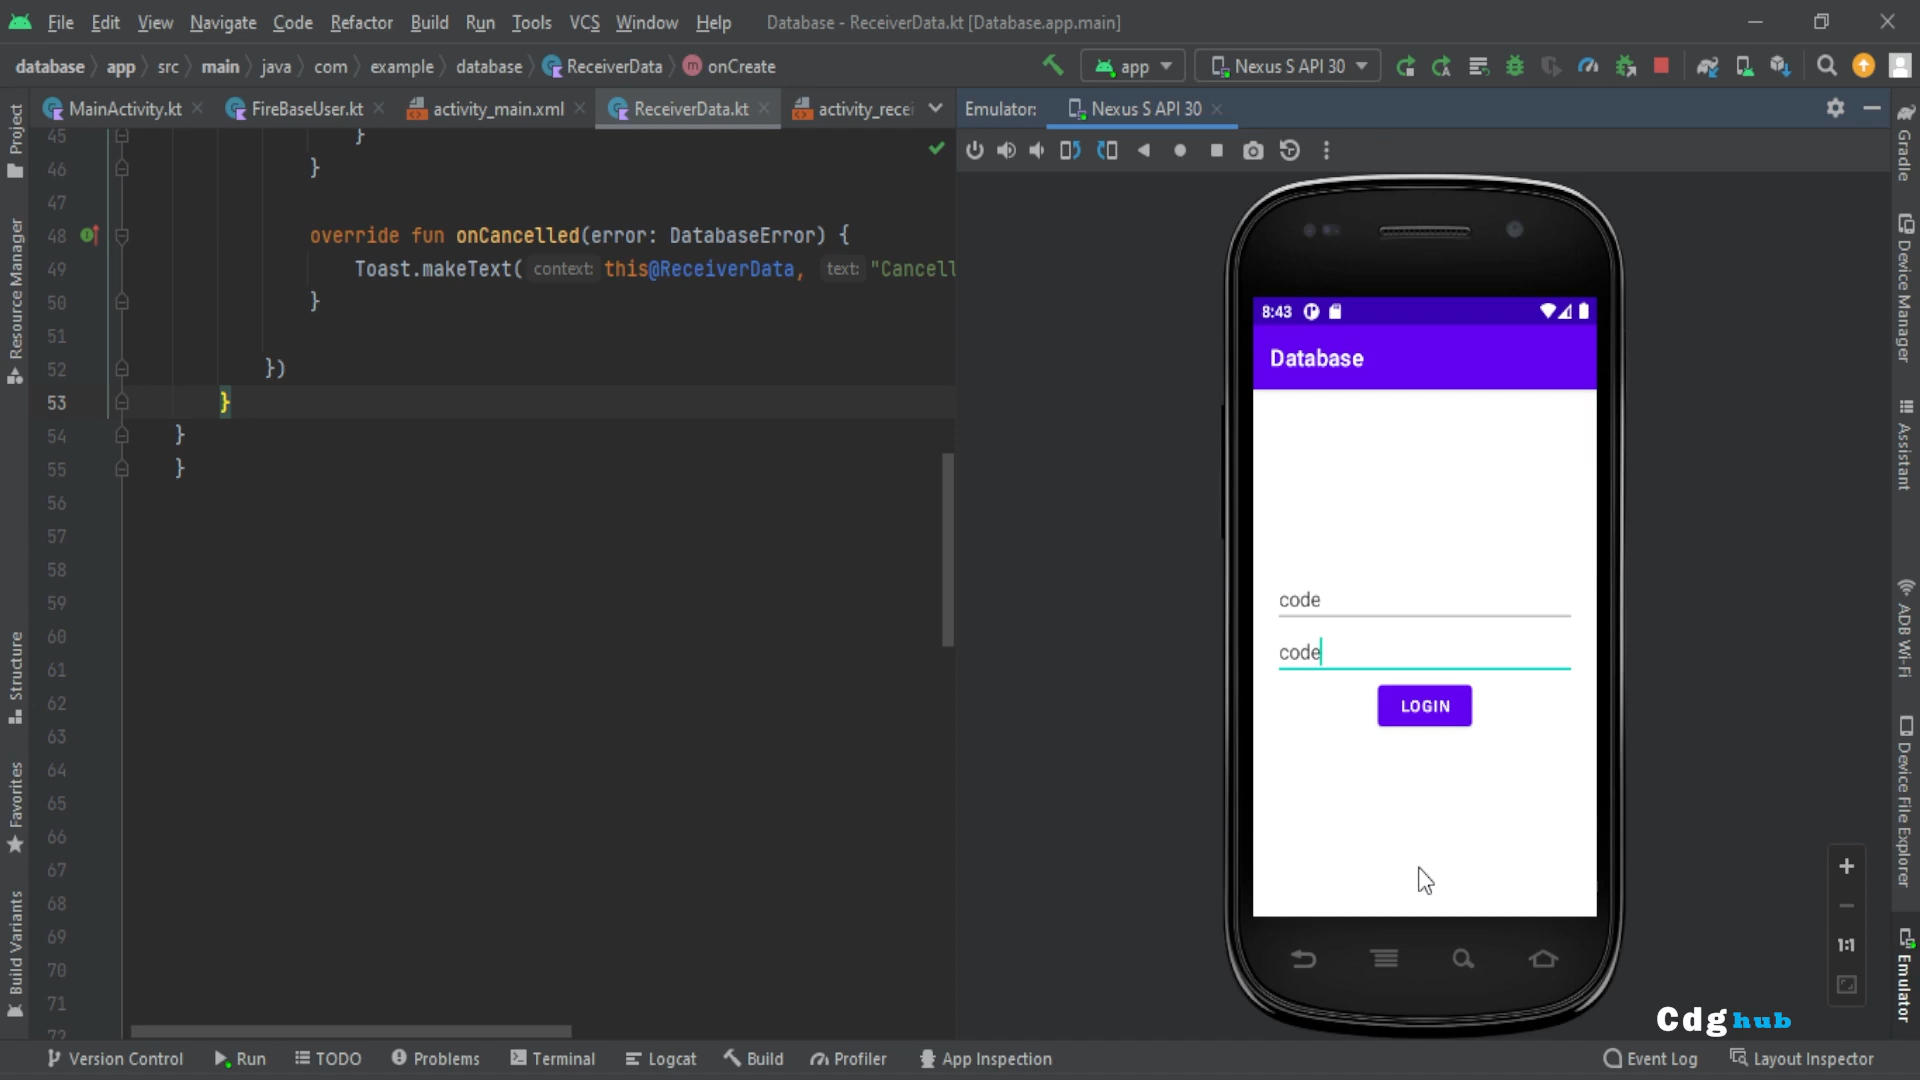 File Edit View Navigate Code Refactor Build Run Tools VCS Window Help Database - ReceiverData.kt [Database.app.main]
database app src main java com example database ReceiverData onCreate app Nexus S API 30
MainActivity.kt FireBaseUser.kt activity_main.xml ReceiverData.kt activity_recei Emulator: Nexus S API 30
45 }
46 }
47
48 override fun onCancelled(error: DatabaseError) {
49 Toast.makeText( context: this@ReceiverData, text: "Cancell
50 }
51
52 })
53 }
54 }
55 }
56
57
58
59
60
61
62
63
64
65
66
67
68
69
70
71
72
Project
Resource Manager
Structure
Favorites
Build Variants
8:43
Database
code
code
LOGIN
Gradle
Device Manager
Assistant
ADB Wi-Fi
Device File Explorer
Emulator
1:1
Cdghub
Version Control Run TODO Problems Terminal Logcat Build Profiler App Inspection Event Log Layout Inspector